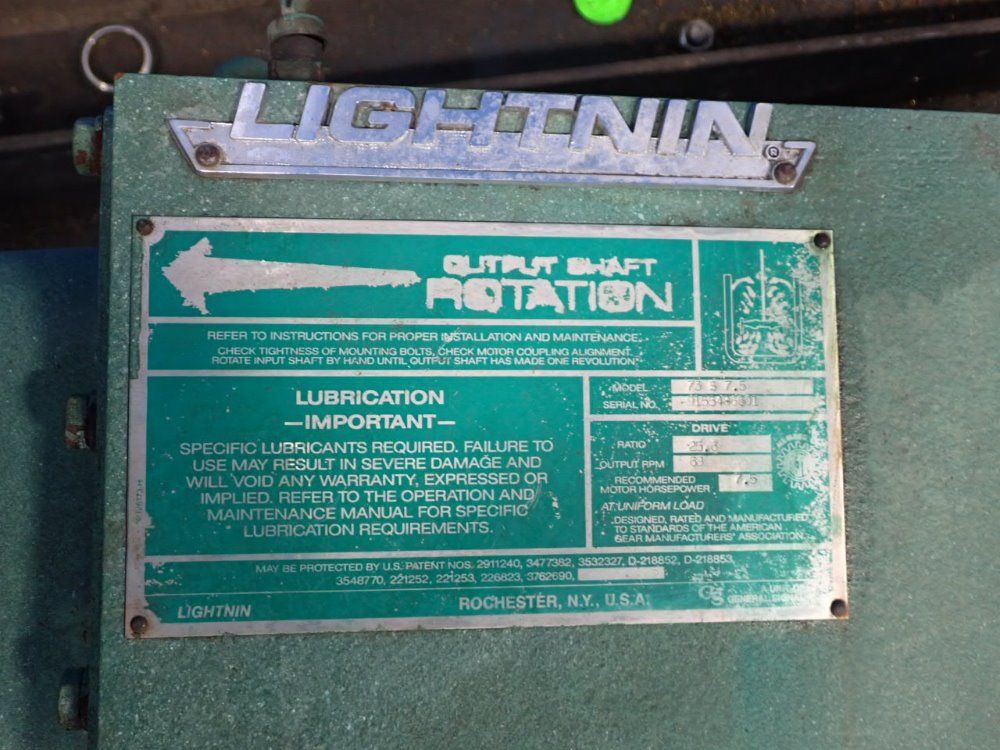 LIGHTNIN®
OUTPUT SHAFT
ROTATION
REFER TO INSTRUCTIONS FOR PROPER INSTALLATION AND MAINTENANCE.
CHECK TIGHTNESS OF MOUNTING BOLTS, CHECK MOTOR COUPLING ALIGNMENT.
ROTATE INPUT SHAFT BY HAND UNTIL OUTPUT SHAFT HAS MADE ONE REVOLUTION.
LUBRICATION
—IMPORTANT—
SPECIFIC LUBRICANTS REQUIRED. FAILURE TO
USE MAY RESULT IN SEVERE DAMAGE AND
WILL VOID ANY WARRANTY, EXPRESSED OR
IMPLIED. REFER TO THE OPERATION AND
MAINTENANCE MANUAL FOR SPECIFIC
LUBRICATION REQUIREMENTS.
MODEL 73 S 7.5
SERIAL NO.
DRIVE
RATIO
OUTPUT RPM
RECOMMENDED
MOTOR HORSEPOWER 7.5
AT UNIFORM LOAD
DESIGNED, RATED AND MANUFACTURED
TO STANDARDS OF THE AMERICAN
GEAR MANUFACTURERS' ASSOCIATION.
MAY BE PROTECTED BY U.S. PATENT NOS. 2911240, 3477382, 3532327, D-218852, D-218853,
3548770, 221252, 221253, 226823, 3762690,
LIGHTNIN
ROCHESTER, N.Y., U.S.A.
GENERAL SIGNAL